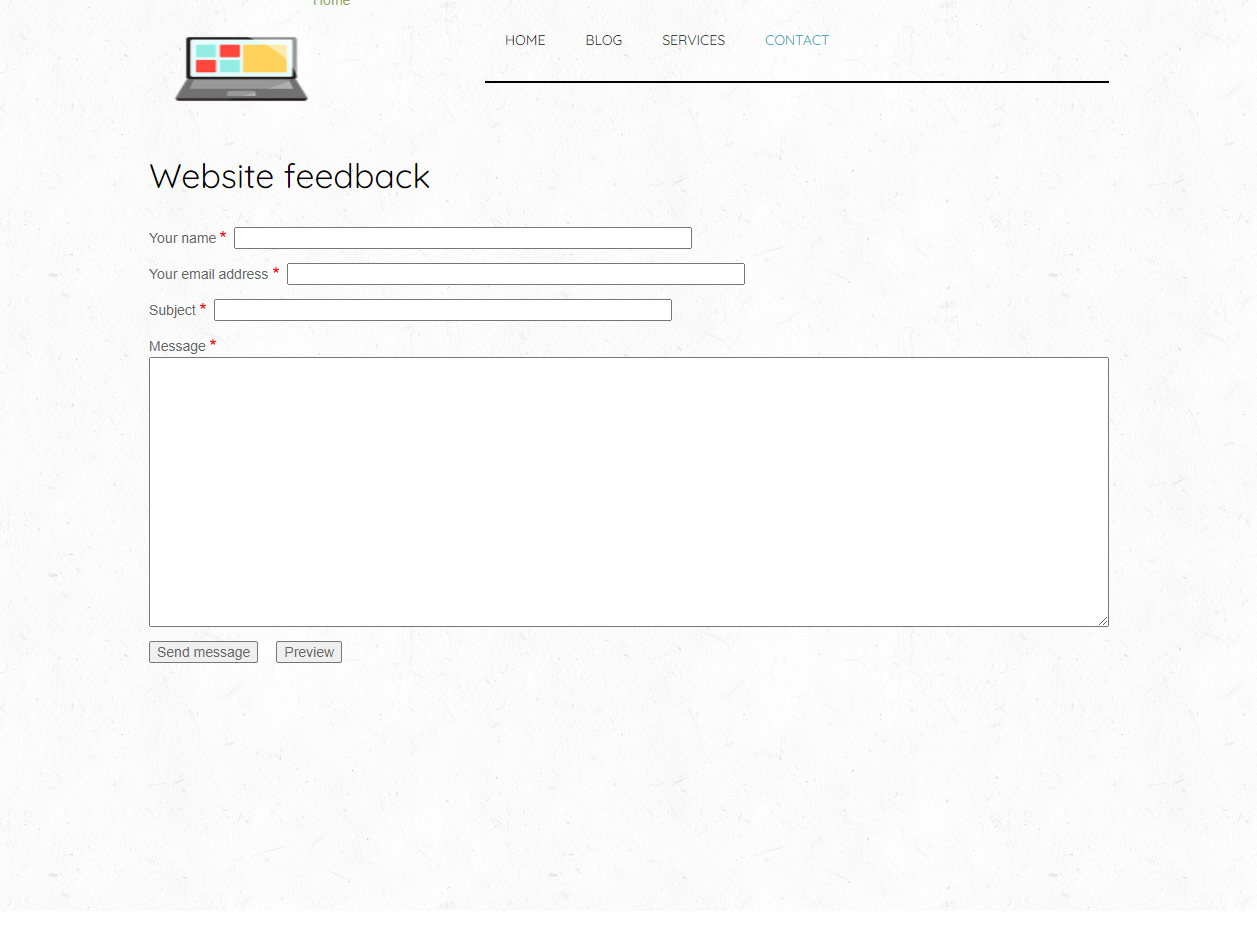 Home
HOME BLOG SERVICES CONTACT
Website feedback
Your name *
Your email address *
Subject *
Message *
Send message Preview